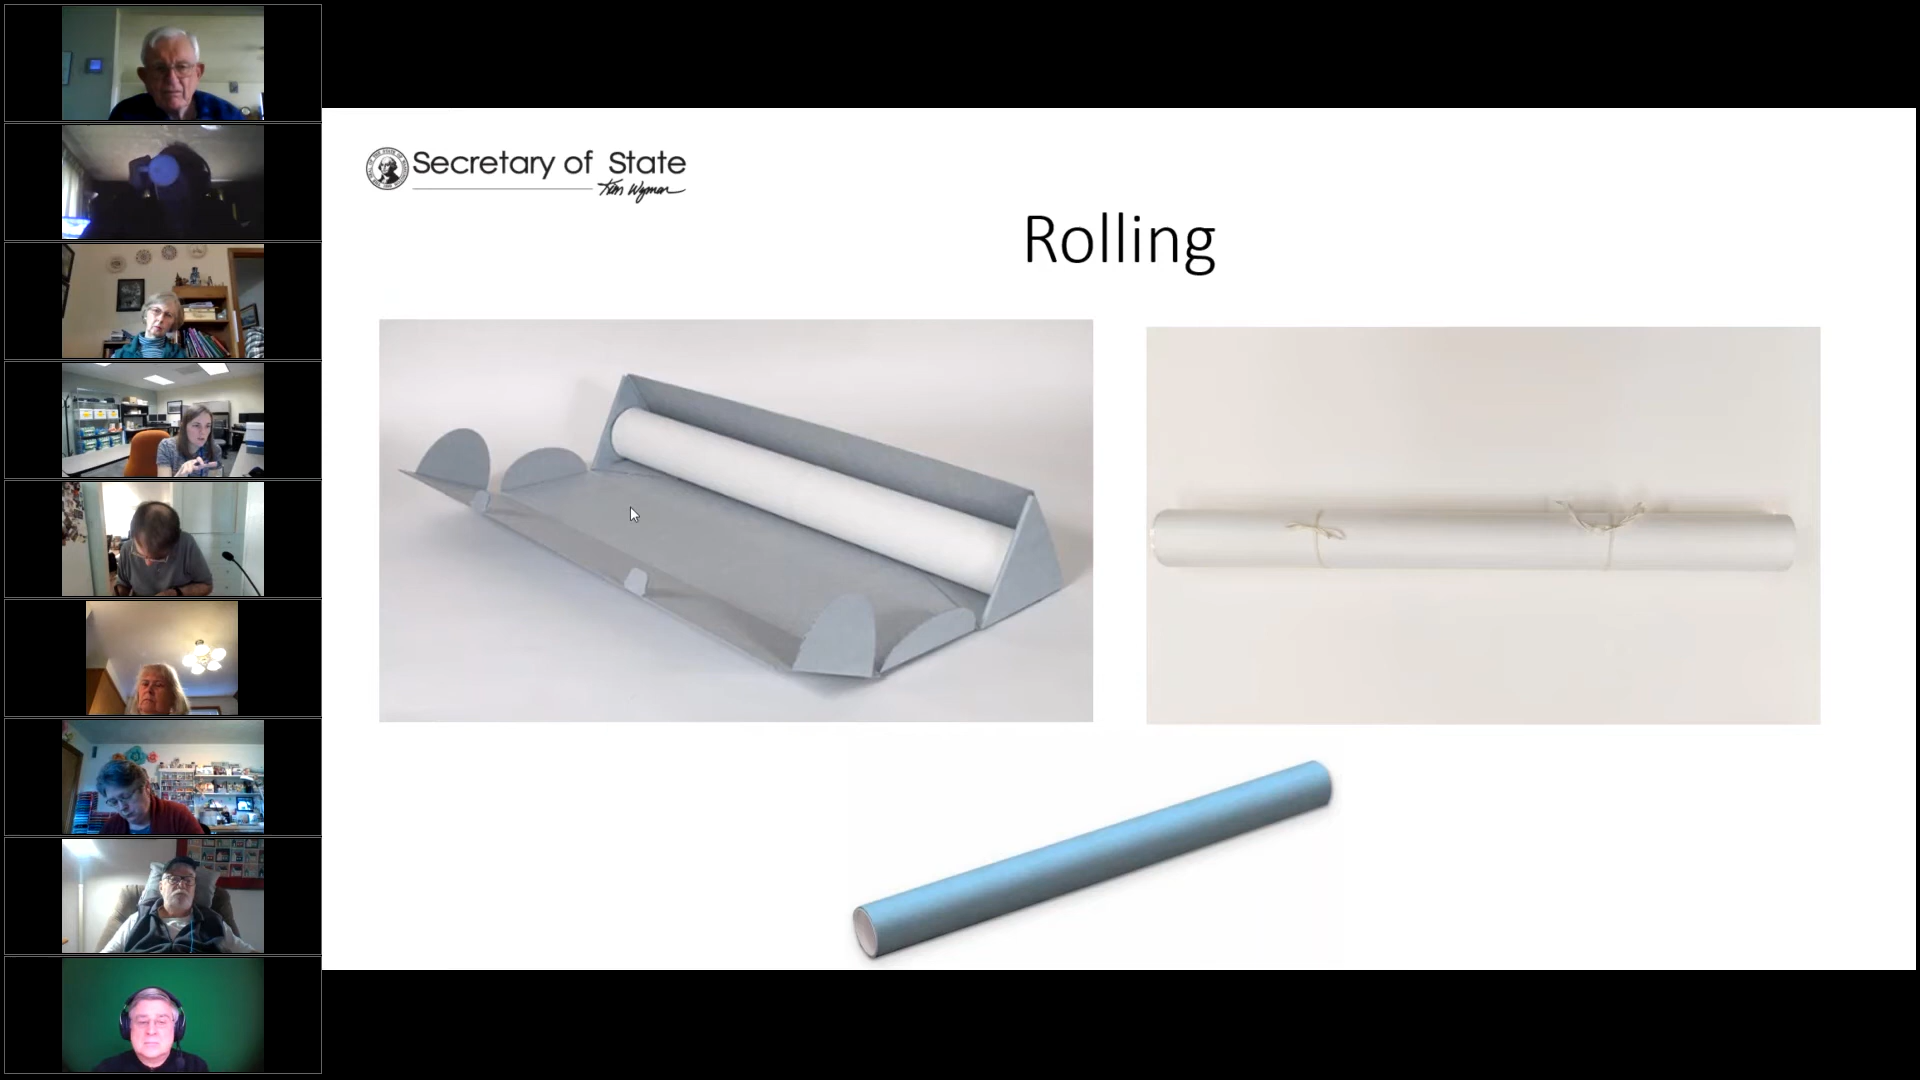 Secretary of State
Kim Wyman
Rolling